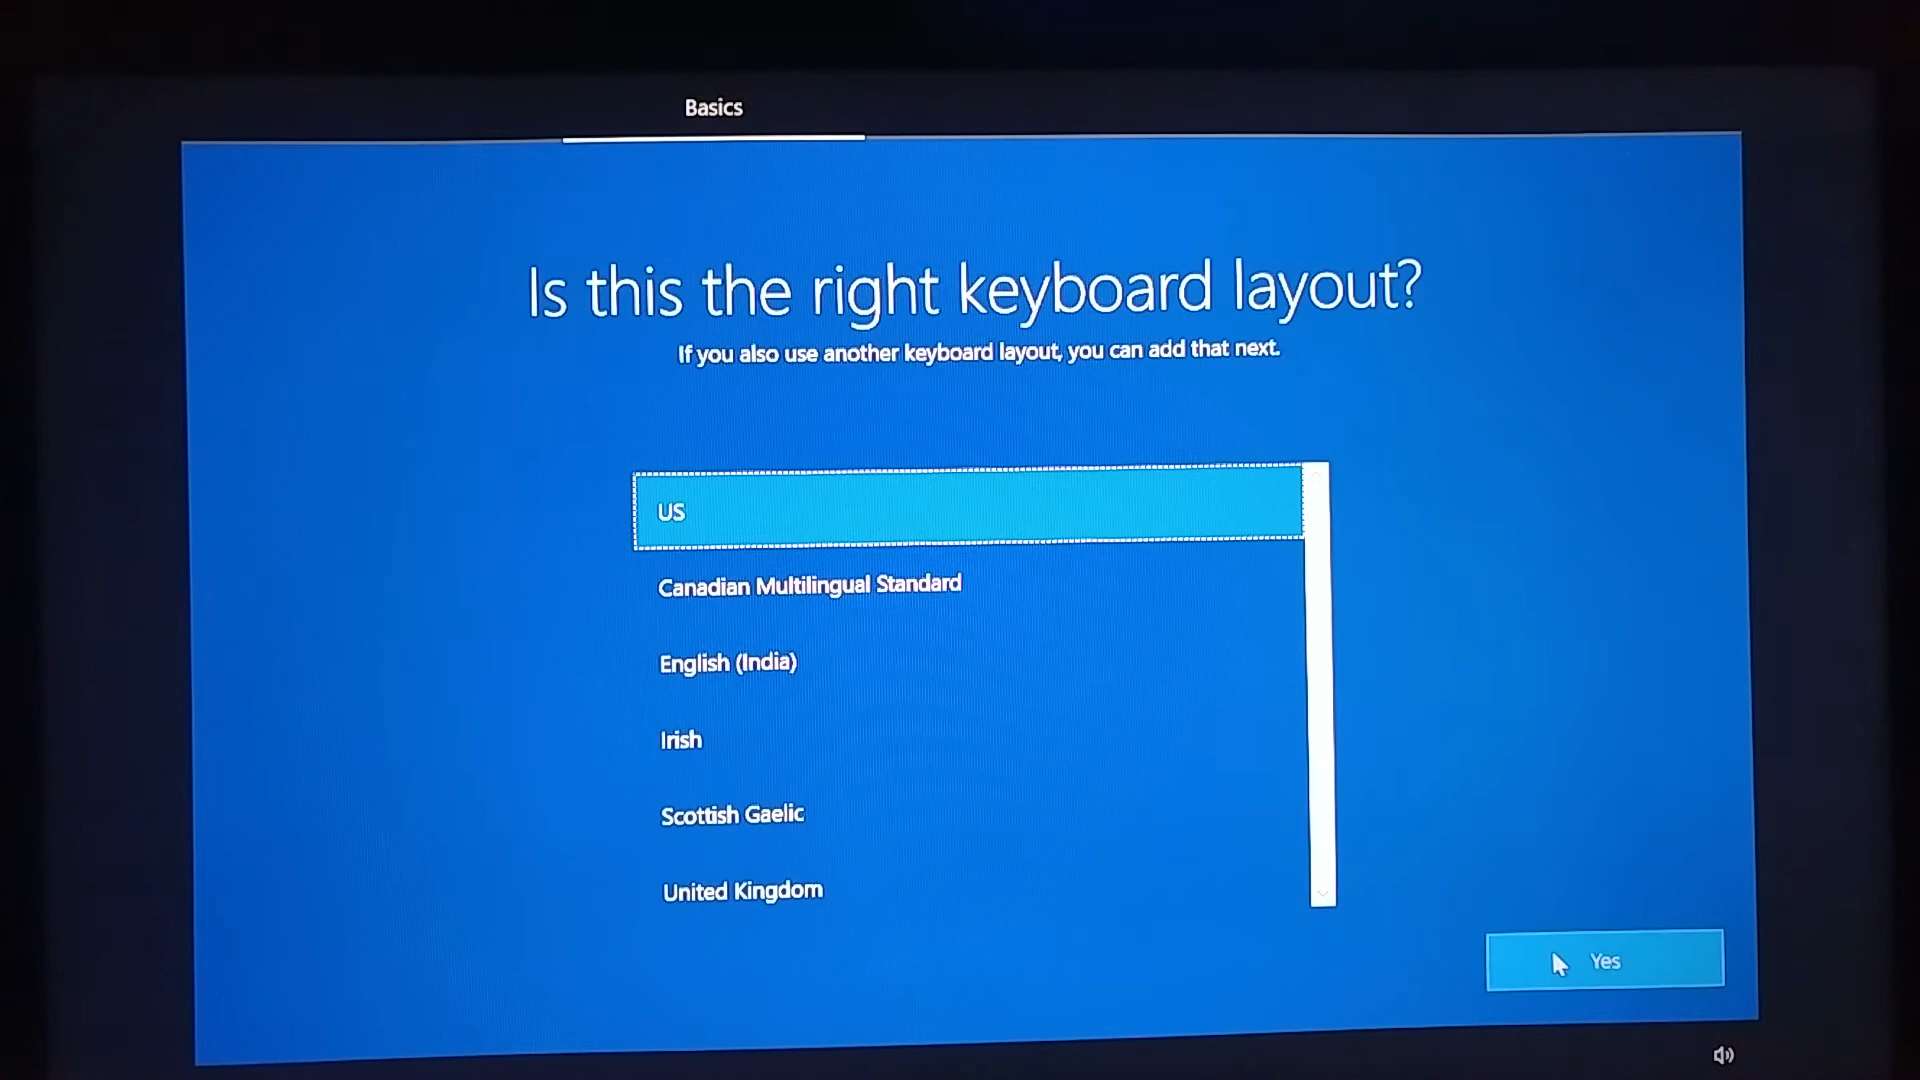 Basics
Is this the right keyboard layout?
If you also use another keyboard layout, you can add that next.
US
Canadian Multilingual Standard
English (India)
Irish
Scottish Gaelic
United Kingdom
Yes